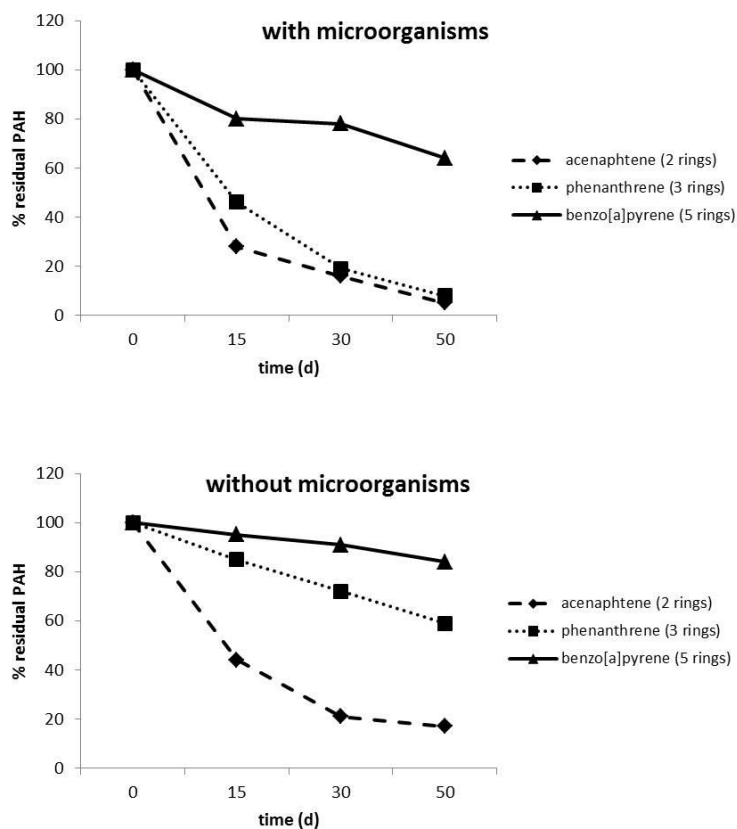 with microorganisms
120
100
80
60
40
20
0
% residual PAH
0 15 30 50
time (d)
acenaphtene (2 rings)
phenanthrene (3 rings)
benzo[a]pyrene (5 rings)
without microorganisms
120
100
80
60
40
20
0
% residual PAH
0 15 30 50
time (d)
acenaphtene (2 rings)
phenanthrene (3 rings)
benzo[a]pyrene (5 rings)